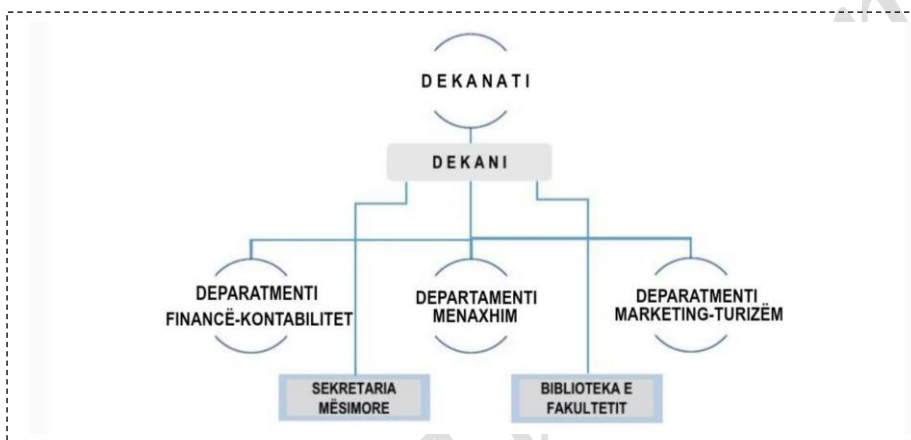 DEKANATI
DEKANI
DEPARATMENTI
FINANCË-KONTABILITET
DEPARTAMENTI
MENAXHIM
DEPARATMENTI
MARKETING-TURIZËM
SEKRETARIA
MËSIMORE
BIBLIOTEKA E
FAKULTETIT